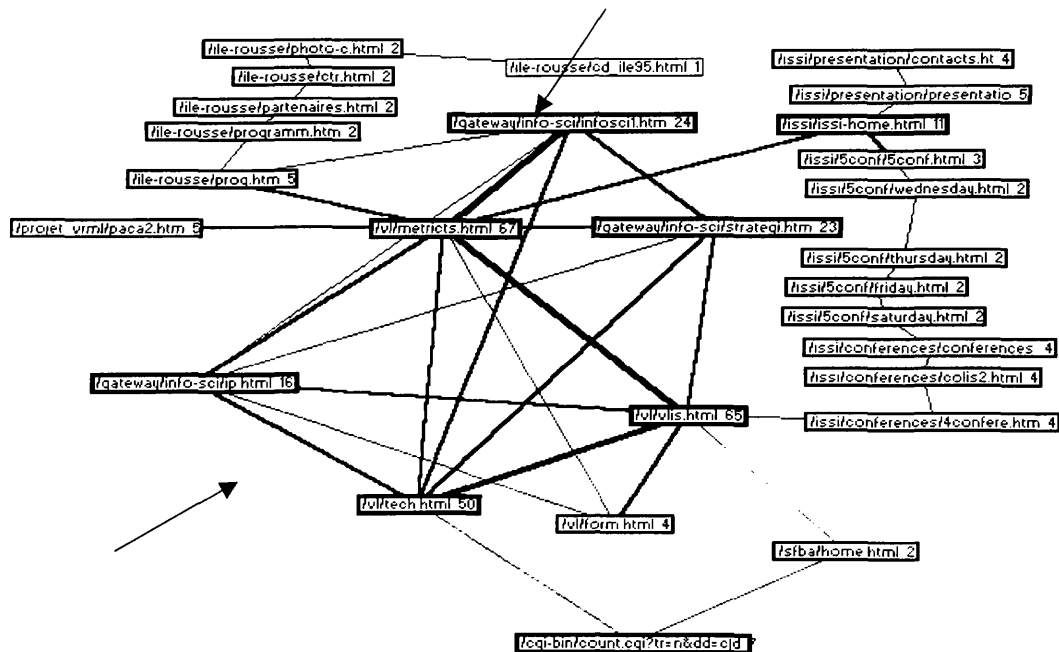 /ile-rousse/photo-c.html 2
/ile-rousse/cd_ile95.html 1
/issi/presentation/contacts.ht 4
/ile-rousse/ctr.html 2
/issi/presentation/presentatio 5
/ile-rousse/partenaires.html 2
/gateway/info-sci/infosci1.htm 24
/issi/issi-home.html 11
/ile-rousse/programm.htm 2
/issi/5conf/5conf.html 3
/ile-rousse/prog.htm 5
/issi/5conf/wednesday.html 2
/projet_vrml/paca2.htm 5
/vl/metricts.html 67
/gateway/info-sci/strategi.htm 23
/issi/5conf/thursday.html 2
/issi/5conf/friday.html 2
/issi/5conf/saturday.html 2
/issi/conferences/conferences 4
/gateway/info-sci/ip.html 16
/issi/conferences/colis2.html 4
/vl/vlis.html 65
/issi/conferences/4confere.htm 4
/vl/tech.html 50
/vl/form.html 4
/sfba/home.html 2
/cgi-bin/count.cgi?tr=n&dd=cjd